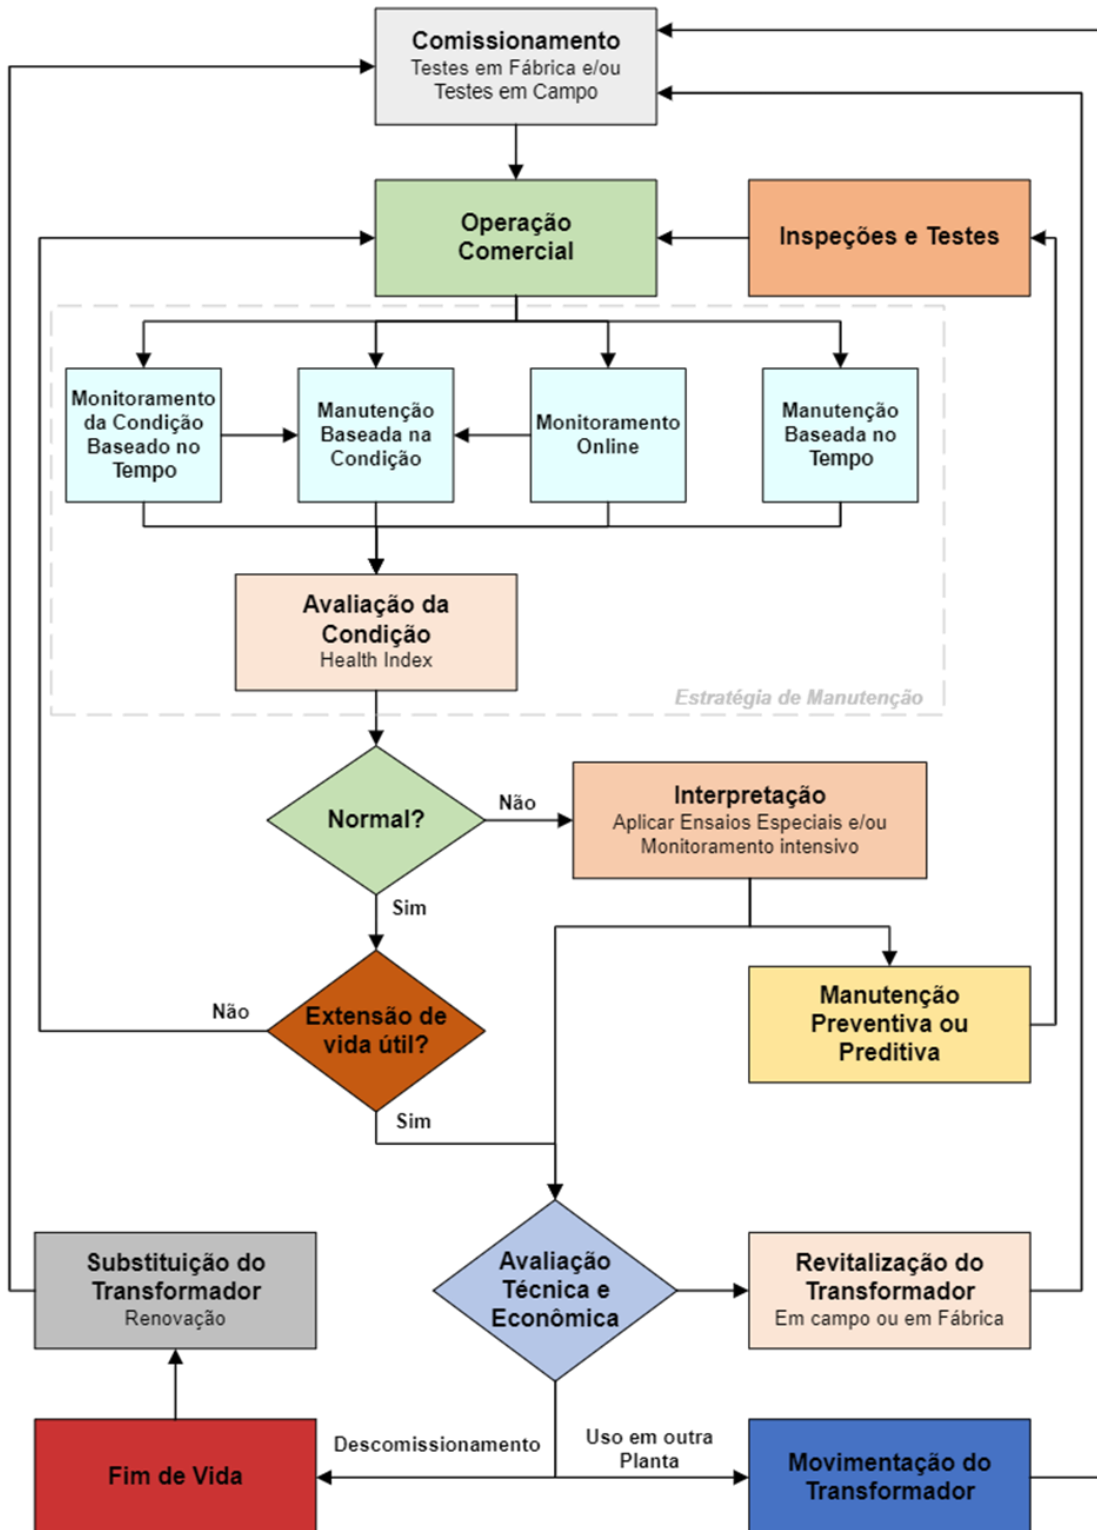 Comissionamento
Testes em Fábrica e/ou
Testes em Campo
Operação
Comercial
Inspeções e Testes
Monitoramento
da Condição
Baseado no
Tempo
Manutenção
Baseada na
Condição
Monitoramento
Online
Manutenção
Baseada no
Tempo
Avaliação da
Condição
Health Index
Estratégia de Manutenção
Normal?
Não
Interpretação
Aplicar Ensaios Especiais e/ou
Monitoramento intensivo
Sim
Extensão de
vida útil?
Não
Manutenção
Preventiva ou
Preditiva
Sim
Substituição do
Transformador
Renovação
Avaliação
Técnica e
Econômica
Revitalização do
Transformador
Em campo ou em Fábrica
Fim de Vida
Descomissionamento
Uso em outra
Planta
Movimentação do
Transformador